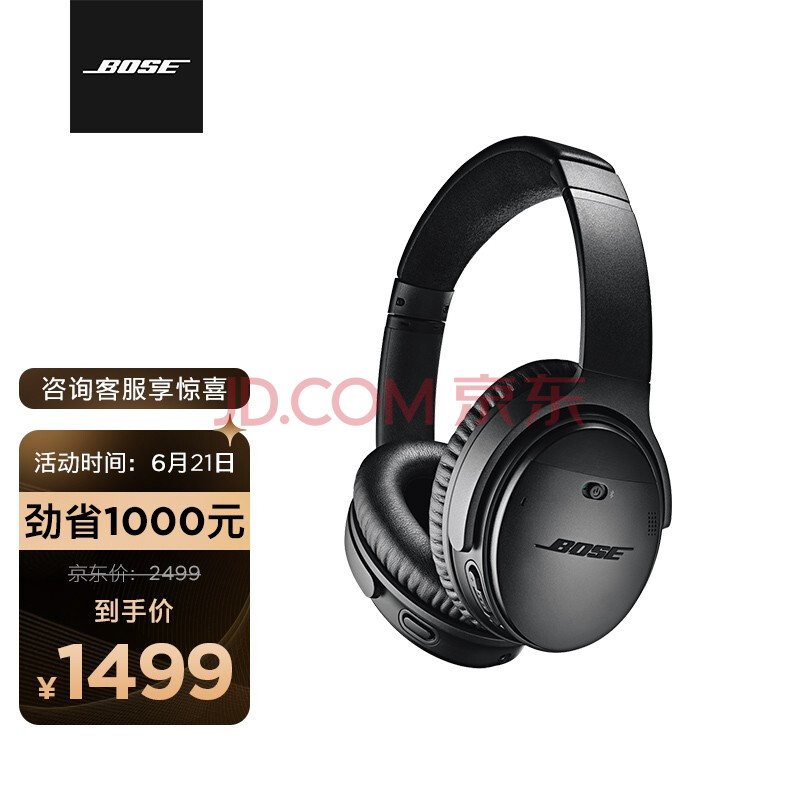 BOSE
咨询客服享惊喜
JD.COM 京东
活动时间：6月21日
劲省1000元
京东价：2499
到手价
¥1499
BOSE